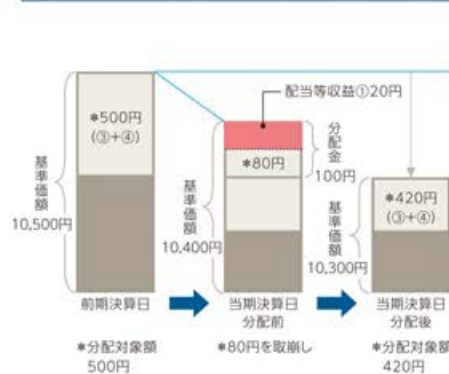 配当等収益①20円
*500円
(③+④)
基準価額
10,500円
*80円
分配金
100円
基準価額
10,400円
*420円
(③+④)
基準価額
10,300円
前期決算日
当期決算日
分配前
当期決算日
分配後
*分配対象額
500円
*80円を取崩し
*分配対象額
420円